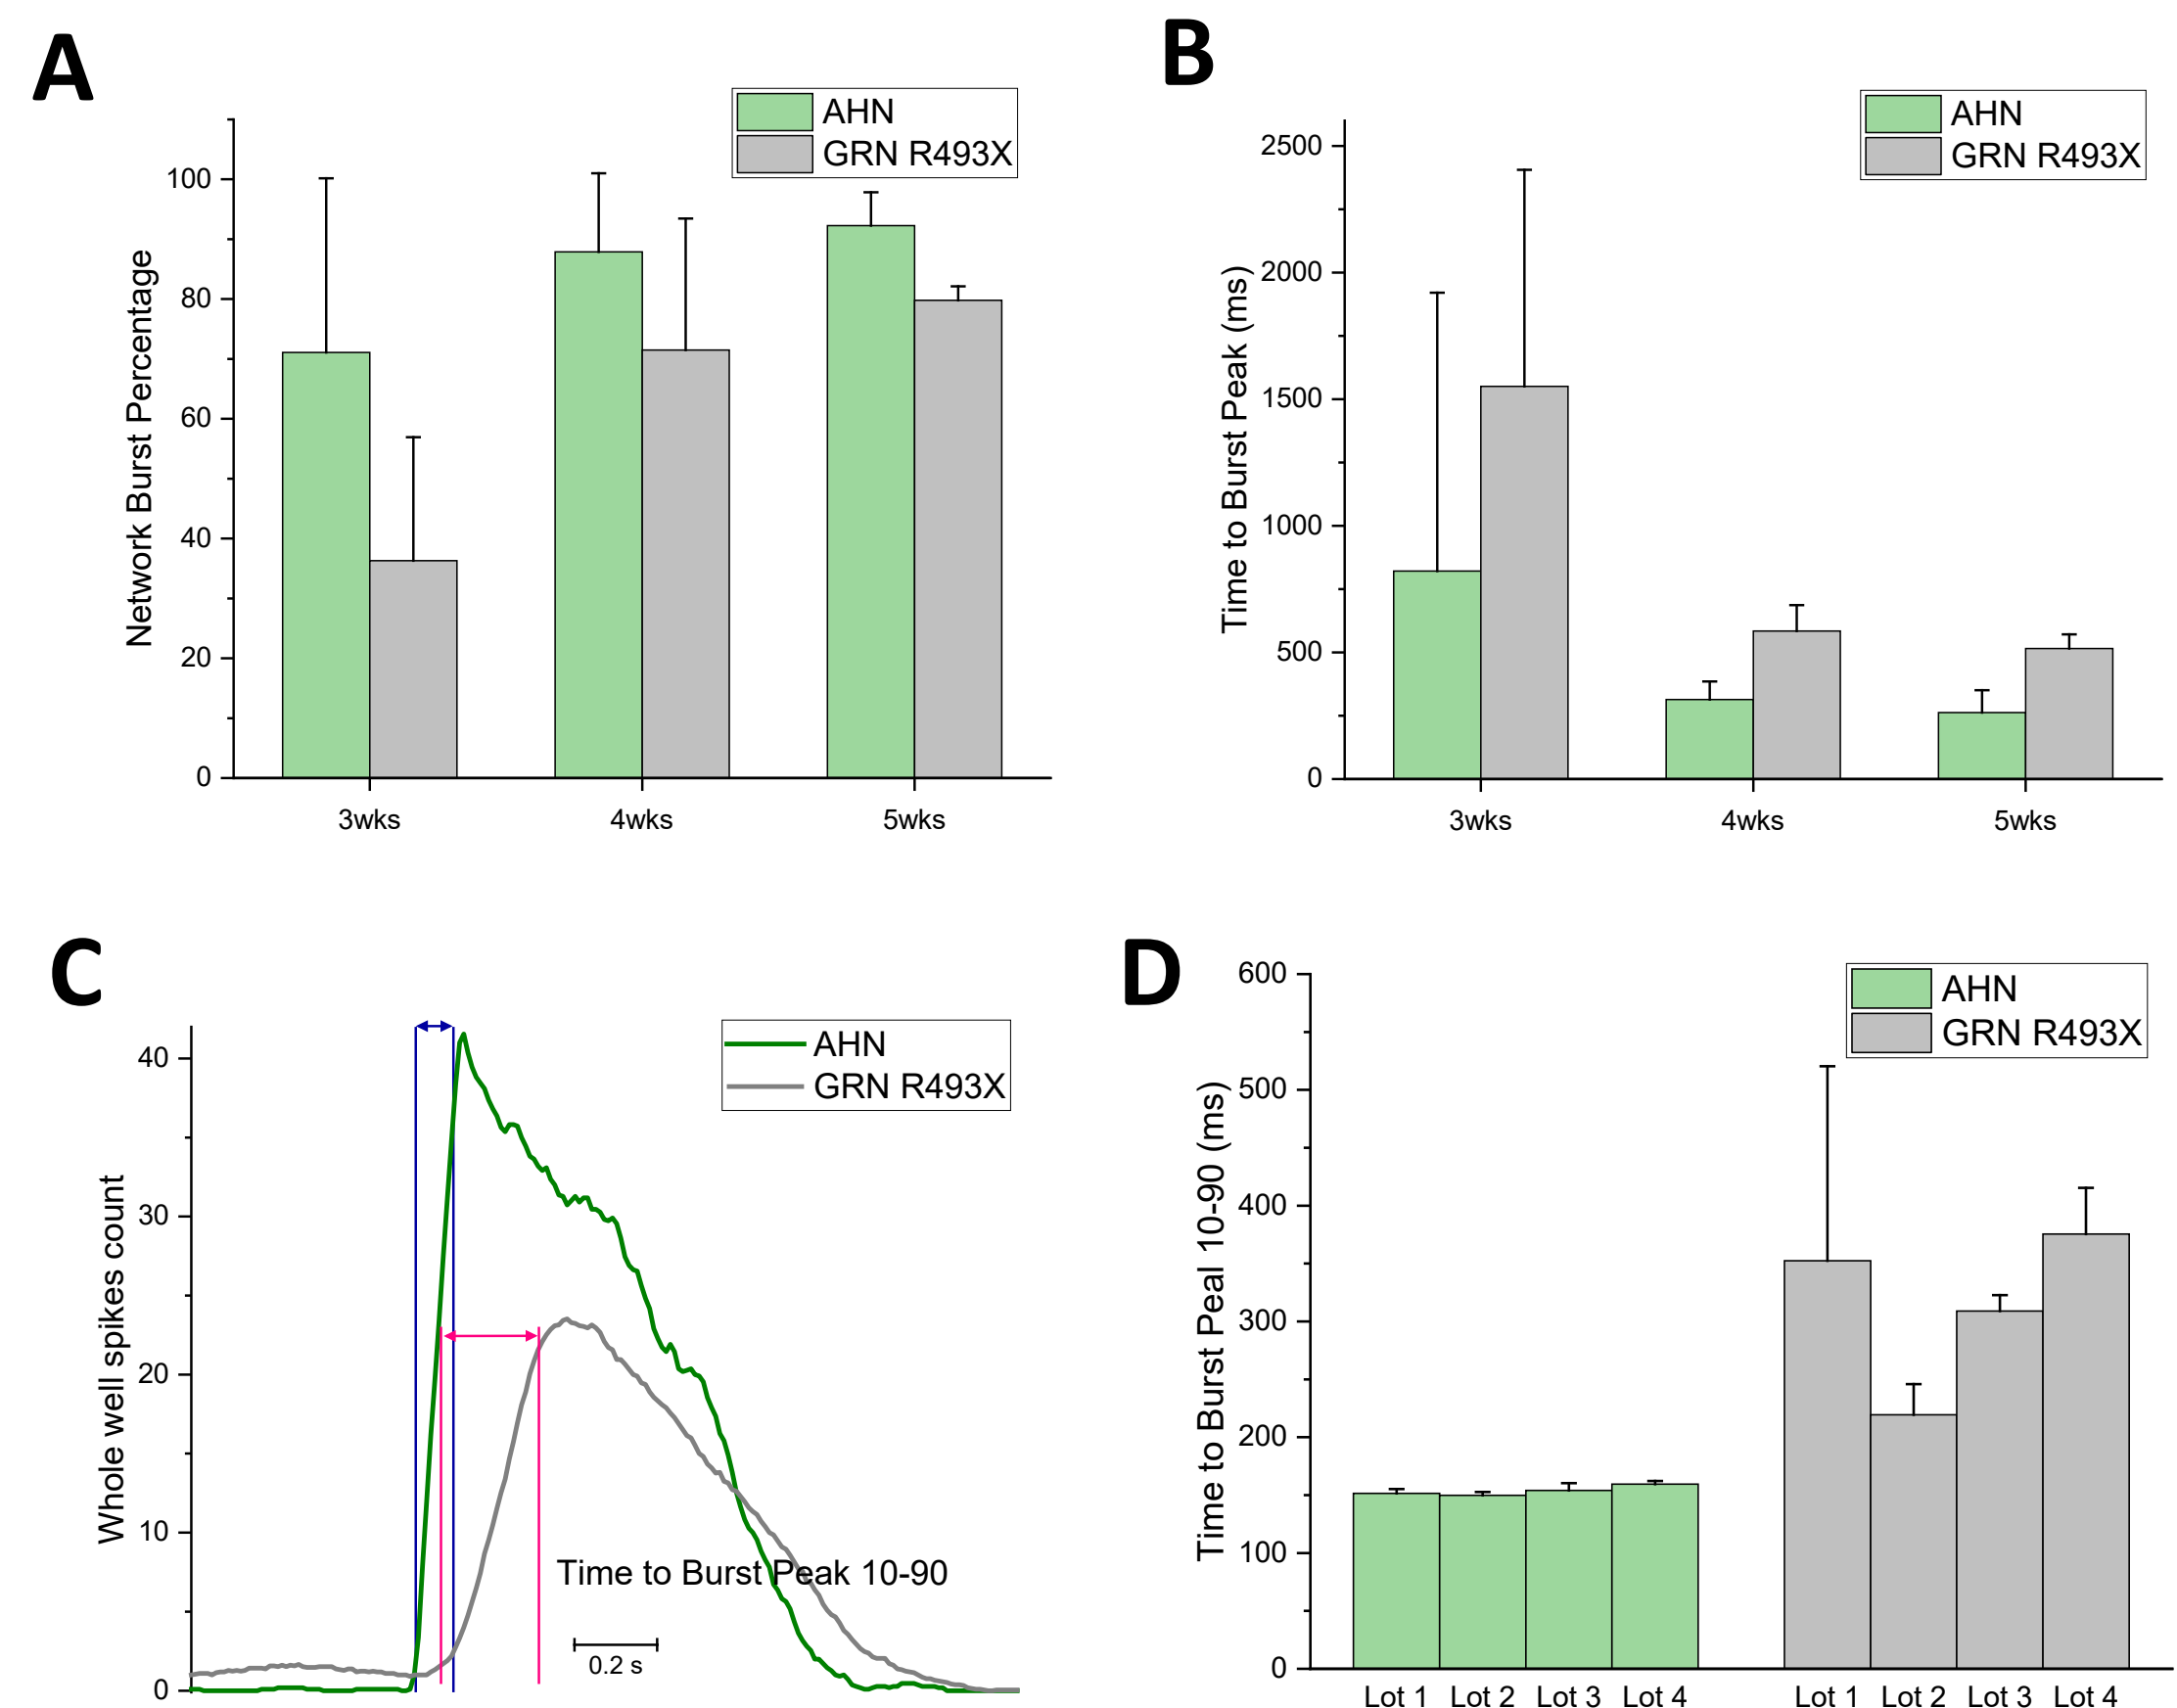 A
AHN
GRN R493X
Network Burst Percentage
100
80
60
40
20
0
3wks
4wks
5wks
B
AHN
GRN R493X
Time to Burst Peak (ms)
2500
2000
1500
1000
500
0
3wks
4wks
5wks
C
AHN
GRN R493X
Whole well spikes count
40
30
20
10
0
Time to Burst Peak 10-90
0.2 s
D
AHN
GRN R493X
Time to Burst Peal 10-90 (ms)
600
500
400
300
200
100
0
Lot 1 Lot 2 Lot 3 Lot 4
Lot 1 Lot 2 Lot 3 Lot 4